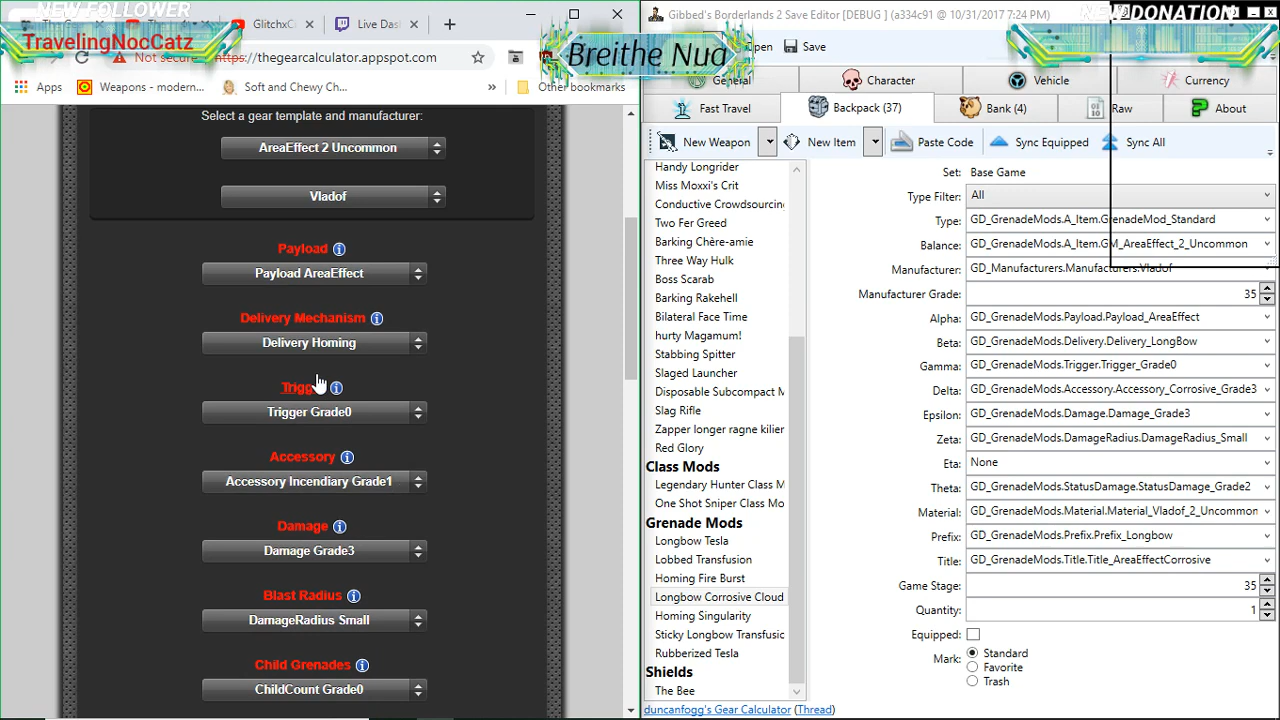 NEW FOLLOWER
TravelingNocCatz
Breithe Nua
NEW DONATION
GlitchxC
Live Das
Not secure
https://thegearcalculator.appspot.com
Apps
Weapons - modern...
Soft and Chewy Ch...
»
Other bookmarks
AreaEffect 2 Uncommon
Vladof
Payload
Payload AreaEffect
Delivery Mechanism
Delivery Homing
Trigger
Trigger Grade0
Accessory
Accessory Incendiary Grade1
Damage
Damage Grade3
Blast Radius
DamageRadius Small
Child Grenades
Gibbed's Borderlands 2 Save Editor [DEBUG] (a334c91 @ 10/31/2017 7:24 PM)
Open
Save
General
Character
Vehicle
Currency
Fast Travel
Backpack (37)
Bank (4)
Raw
About
New Weapon
New Item
Paste Code
Sync Equipped
Sync All
Handy Longrider
Miss Moxxi's Crit
Conductive Crowdsourcin
Two Fer Greed
Barking Chère-amie
Three Way Hulk
Boss Scarab
Barking Rakehell
Bilateral Face Time
hurty Magamum!
Stabbing Spitter
Slaged Launcher
Disposable Subcompact M
Slag Rifle
Zapper longer ragne killer
Red Glory
Class Mods
Legendary Hunter Class M
One Shot Sniper Class Mo
Grenade Mods
Longbow Tesla
Lobbed Transfusion
Homing Fire Burst
Longbow Corrosive Cloud
Homing Singularity
Sticky Longbow Transfusio
Rubberized Tesla
Shields
The Bee
duncanfogg's Gear Calculator (Thread)
Set: Base Game
Type Filter: All
Type: GD_GrenadeMods.A_Item.GrenadeMod_Standard
Balance: GD_GrenadeMods.A_Item.GM_AreaEffect_2_Uncommon
Manufacturer: GD_Manufacturers.Manufacturers.Vladof
Manufacturer Grade: 35
Alpha: GD_GrenadeMods.Payload.Payload_AreaEffect
Beta: GD_GrenadeMods.Delivery.Delivery_LongBow
Gamma: GD_GrenadeMods.Trigger.Trigger_Grade0
Delta: GD_GrenadeMods.Accessory.Accessory_Corrosive_Grade3
Epsilon: GD_GrenadeMods.Damage.Damage_Grade3
Zeta: GD_GrenadeMods.DamageRadius.DamageRadius_Small
Eta: None
Theta: GD_GrenadeMods.StatusDamage.StatusDamage_Grade2
Material: GD_GrenadeMods.Material.Material_Vladof_2_Uncommon
Prefix: GD_GrenadeMods.Prefix.Prefix_Longbow
Title: GD_GrenadeMods.Title.Title_AreaEffectCorrosive
Game Stage: 35
Quantity: 1
Equipped:
Mark: Standard
Favorite
Trash